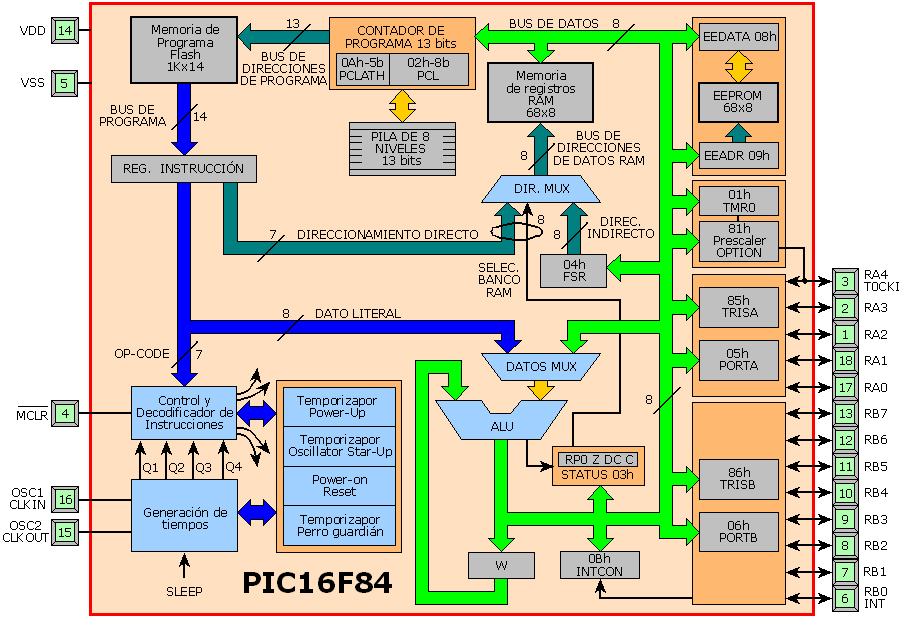 VDD
14
VSS
5
Memoria de
Programa
Flash
1Kx14
13
BUS DE
DIRECCIONES
DE PROGRAMA
CONTADOR
DE PROGRAMA 13 bits
0Ah-5b
PCLATH
02h-8b
PCL
BUS DE DATOS
8
PILA DE 8
NIVELES
13 bits
Memoria
de registros
RAM
68x8
EEDATA 08h
EEPROM
68x8
EEADR 09h
BUS DE
PROGRAMA
14
REG. INSTRUCCIÓN
8
BUS DE
DIRECCIONES
DE DATOS RAM
DIR. MUX
7
DIRECCIONAMIENTO DIRECTO
8
8
DIREC.
INDIRECTO
SELEC.
BANCO
RAM
04h
FSR
01h
TMR0
81h
Prescaler
OPTION
85h
TRISA
05h
PORTA
8
DATO LITERAL
OP-CODE
7
DATOS MUX
ALU
8
RP0 Z DC C
STATUS 03h
86h
TRISB
06h
PORTB
W
0Bh
INTCON
MCLR
4
Control y
Decodificador de
Instrucciones
Q1
Q2
Q3
Q4
OSC1
CLKIN
16
OSC2
CLKOUT
15
Generación de
tiempos
SLEEP
Temporizapor
Power-Up
Temporizapor
Oscillator Star-Up
Power-on
Reset
Temporizapor
Perro guardián
PIC16F84
3
RA4
T0CKI
2
RA3
1
RA2
18
RA1
17
RA0
13
RB7
12
RB6
11
RB5
10
RB4
9
RB3
8
RB2
7
RB1
6
RB0
INT